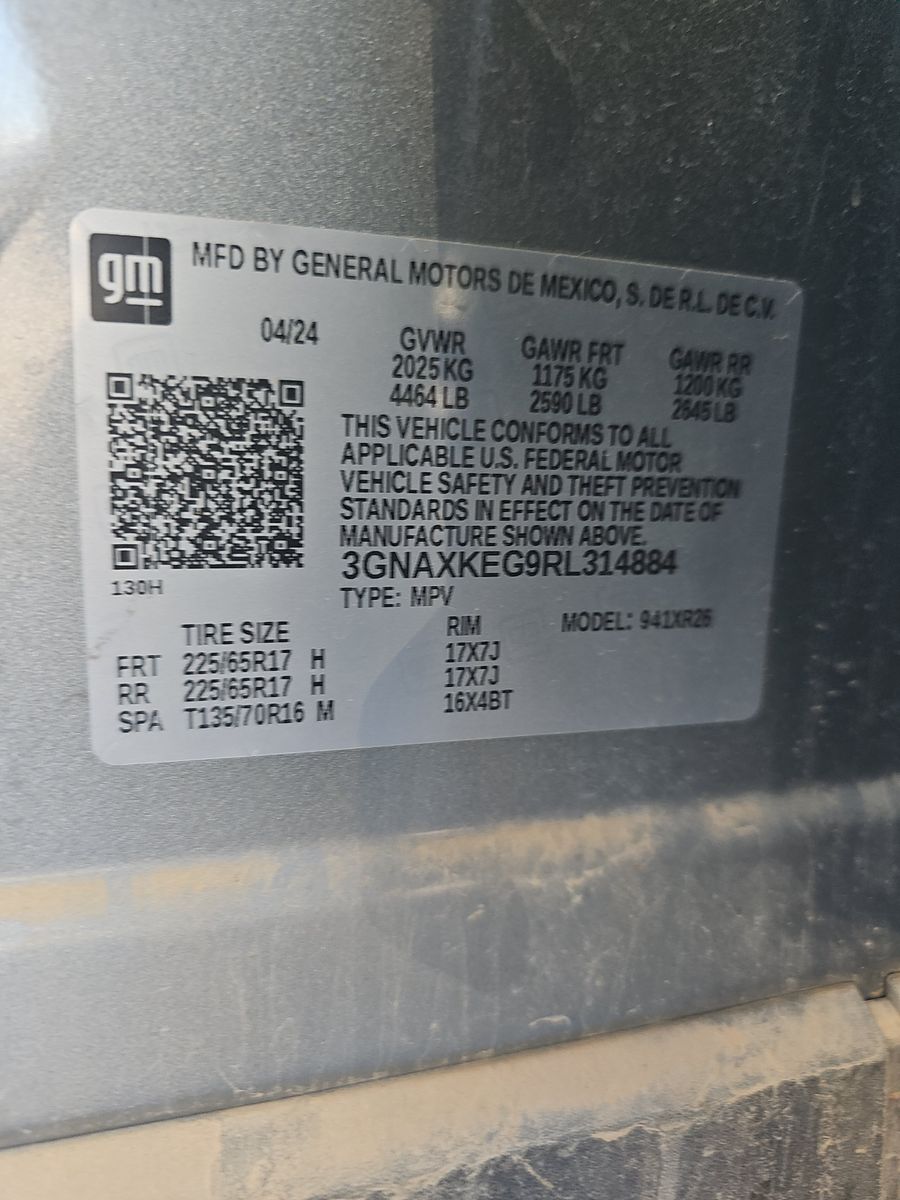 gm
MFD BY GENERAL MOTORS DE MEXICO, S. DE R.L. DE C.V.
04/24 GVWR GAWR FRT GAWR RR
2025 KG 1175 KG 1200 KG
4464 LB 2590 LB 2645 LB
THIS VEHICLE CONFORMS TO ALL
APPLICABLE U.S. FEDERAL MOTOR
VEHICLE SAFETY AND THEFT PREVENTION
STANDARDS IN EFFECT ON THE DATE OF
MANUFACTURE SHOWN ABOVE.
3GNAXKEG9RL314884
130H
TYPE: MPV
TIRE SIZE RIM MODEL: 941XR26
FRT 225/65R17 H 17X7J
RR 225/65R17 H 17X7J
SPA T135/70R16 M 16X4BT